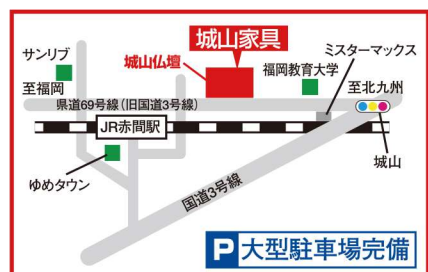 城山家具
ミスターマックス
サンリブ
城山仏壇
福岡教育大学
至福岡
至北九州
県道69号線(旧国道3号線)
JR赤間駅
城山
ゆめタウン
国道3号線
P 大型駐車場完備